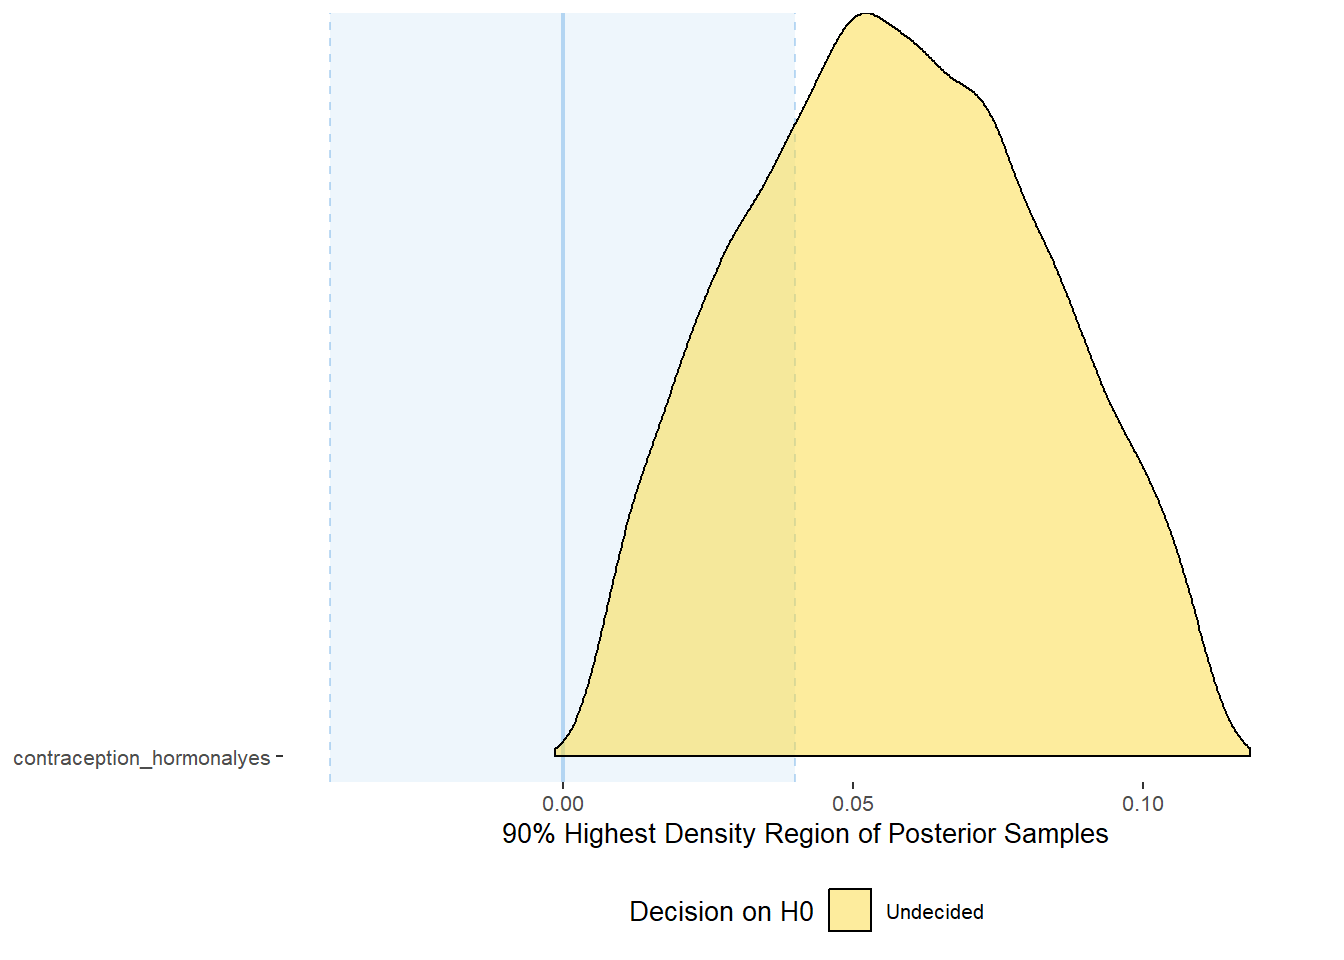 contraception_hormonalyes
0.00 0.05 0.10
90% Highest Density Region of Posterior Samples
Decision on H0 Undecided